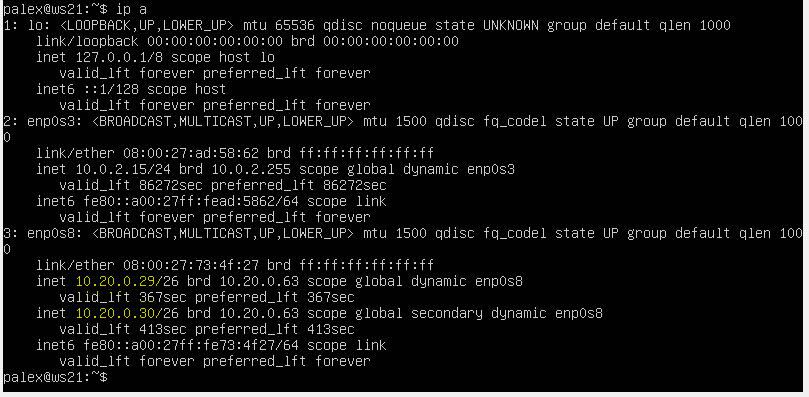 palex@ws21:~$ ip a
1: lo: <LOOPBACK,UP,LOWER_UP> mtu 65536 qdisc noqueue state UNKNOWN group default qlen 1000
    link/loopback 00:00:00:00:00:00 brd 00:00:00:00:00:00
    inet 127.0.0.1/8 scope host lo
       valid_lft forever preferred_lft forever
    inet6 ::1/128 scope host
       valid_lft forever preferred_lft forever
2: enp0s3: <BROADCAST,MULTICAST,UP,LOWER_UP> mtu 1500 qdisc fq_codel state UP group default qlen 100
0
    link/ether 08:00:27:ad:58:62 brd ff:ff:ff:ff:ff:ff
    inet 10.0.2.15/24 brd 10.0.2.255 scope global dynamic enp0s3
       valid_lft 86272sec preferred_lft 86272sec
    inet6 fe80::a00:27ff:fead:5862/64 scope link
       valid_lft forever preferred_lft forever
3: enp0s8: <BROADCAST,MULTICAST,UP,LOWER_UP> mtu 1500 qdisc fq_codel state UP group default qlen 100
0
    link/ether 08:00:27:73:4f:27 brd ff:ff:ff:ff:ff:ff
    inet 10.20.0.29/26 brd 10.20.0.63 scope global dynamic enp0s8
       valid_lft 367sec preferred_lft 367sec
    inet 10.20.0.30/26 brd 10.20.0.63 scope global secondary dynamic enp0s8
       valid_lft 413sec preferred_lft 413sec
    inet6 fe80::a00:27ff:fe73:4f27/64 scope link
       valid_lft forever preferred_lft forever
palex@ws21:~$